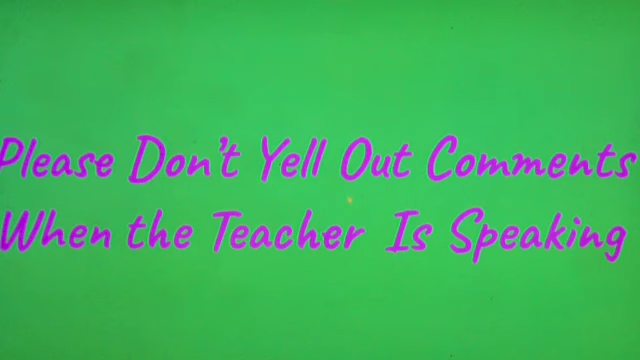 Please Don't Yell Out Comments
When the Teacher Is Speaking